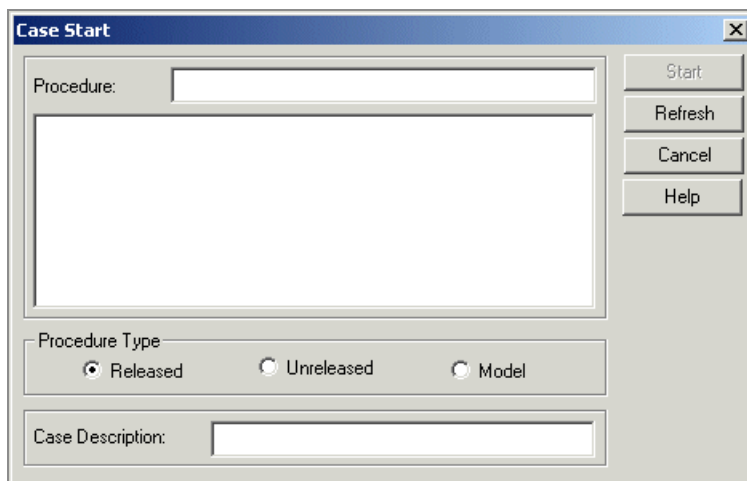 Case Start
Procedure:
Start
Refresh
Cancel
Help
Procedure Type
Released
Unreleased
Model
Case Description: